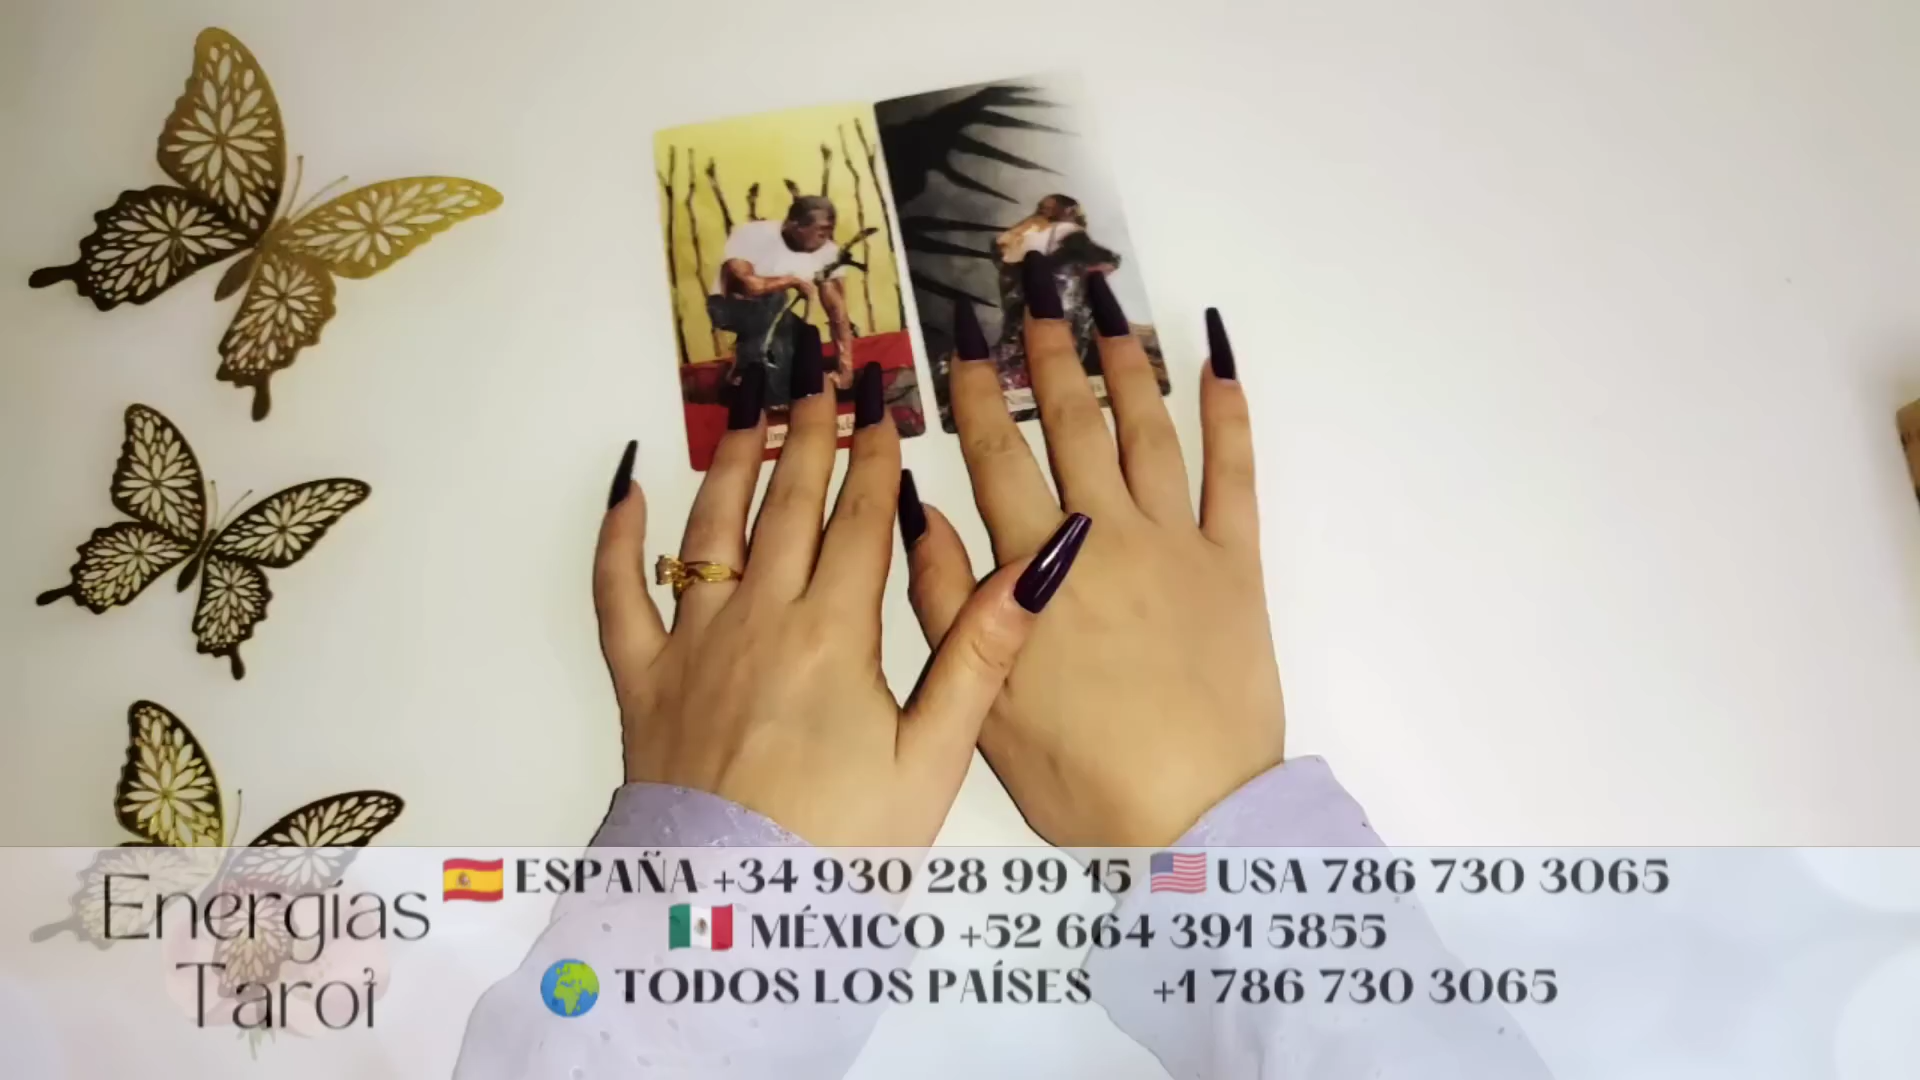 Energías
Tarot
ESPAÑA +34 930 28 99 15 USA 786 730 3065
MÉXICO +52 664 391 5855
TODOS LOS PAÍSES +1 786 730 3065